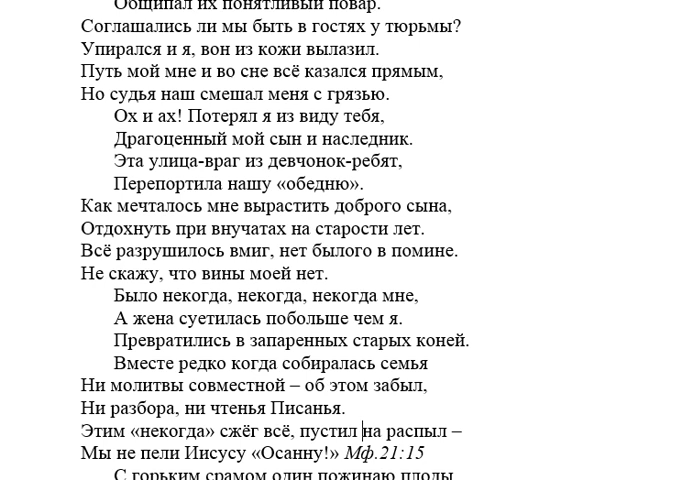 Общипал их понятливый повар.
Соглашались ли мы быть в гостях у тюрьмы?
Упирался и я, вон из кожи вылазил.
Путь мой мне и во сне всё казался прямым,
Но судья наш смешал меня с грязью.
Ох и ах! Потерял я из виду тебя,
Драгоценный мой сын и наследник.
Эта улица-враг из девчонок-ребят,
Перепортила нашу «обедню».
Как мечталось мне вырастить доброго сына,
Отдохнуть при внучатах на старости лет.
Всё разрушилось вмиг, нет былого в помине.
Не скажу, что вины моей нет.
Было некогда, некогда, некогда мне,
А жена суетилась побольше чем я.
Превратились в запаренных старых коней.
Вместе редко когда собиралась семья
Ни молитвы совместной – об этом забыл,
Ни разбора, ни чтенья Писанья.
Этим «некогда» сжёг всё, пустил на распыл –
Мы не пели Иисусу «Осанну!» Мф.21:15
С горьким срамом один пожинаю плоды